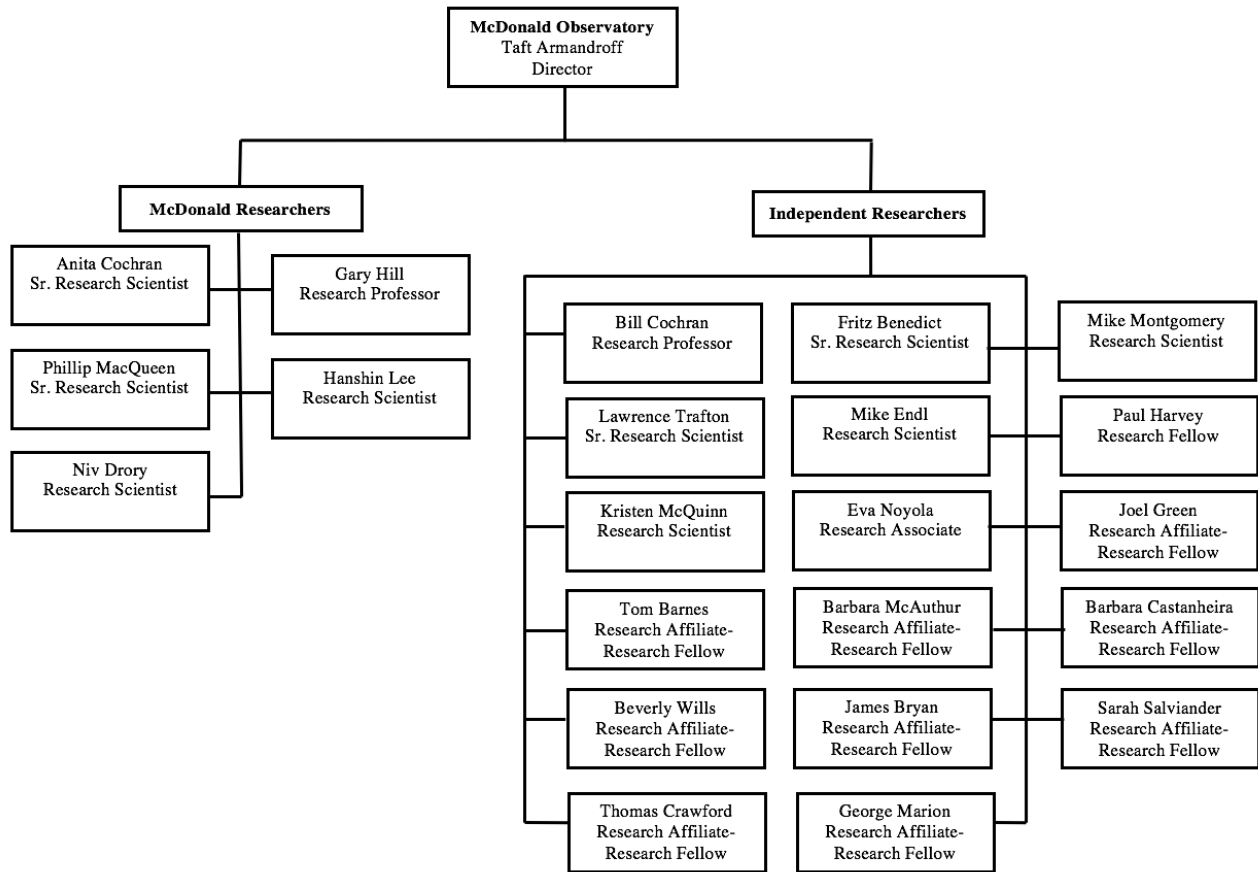 McDonald Observatory
Taft Armandroff
Director
McDonald Researchers
Independent Researchers
Anita Cochran
Sr. Research Scientist
Gary Hill
Research Professor
Phillip MacQueen
Sr. Research Scientist
Hanshin Lee
Research Scientist
Niv Drory
Research Scientist
Bill Cochran
Research Professor
Fritz Benedict
Sr. Research Scientist
Mike Montgomery
Research Scientist
Lawrence Trafton
Sr. Research Scientist
Mike Endl
Research Scientist
Paul Harvey
Research Fellow
Kristen McQuinn
Research Scientist
Eva Noyola
Research Associate
Joel Green
Research Affiliate-
Research Fellow
Tom Barnes
Research Affiliate-
Research Fellow
Barbara McAuthur
Research Affiliate-
Research Fellow
Barbara Castanheira
Research Affiliate-
Research Fellow
Beverly Wills
Research Affiliate-
Research Fellow
James Bryan
Research Affiliate-
Research Fellow
Sarah Salviander
Research Affiliate-
Research Fellow
Thomas Crawford
Research Affiliate-
Research Fellow
George Marion
Research Affiliate-
Research Fellow